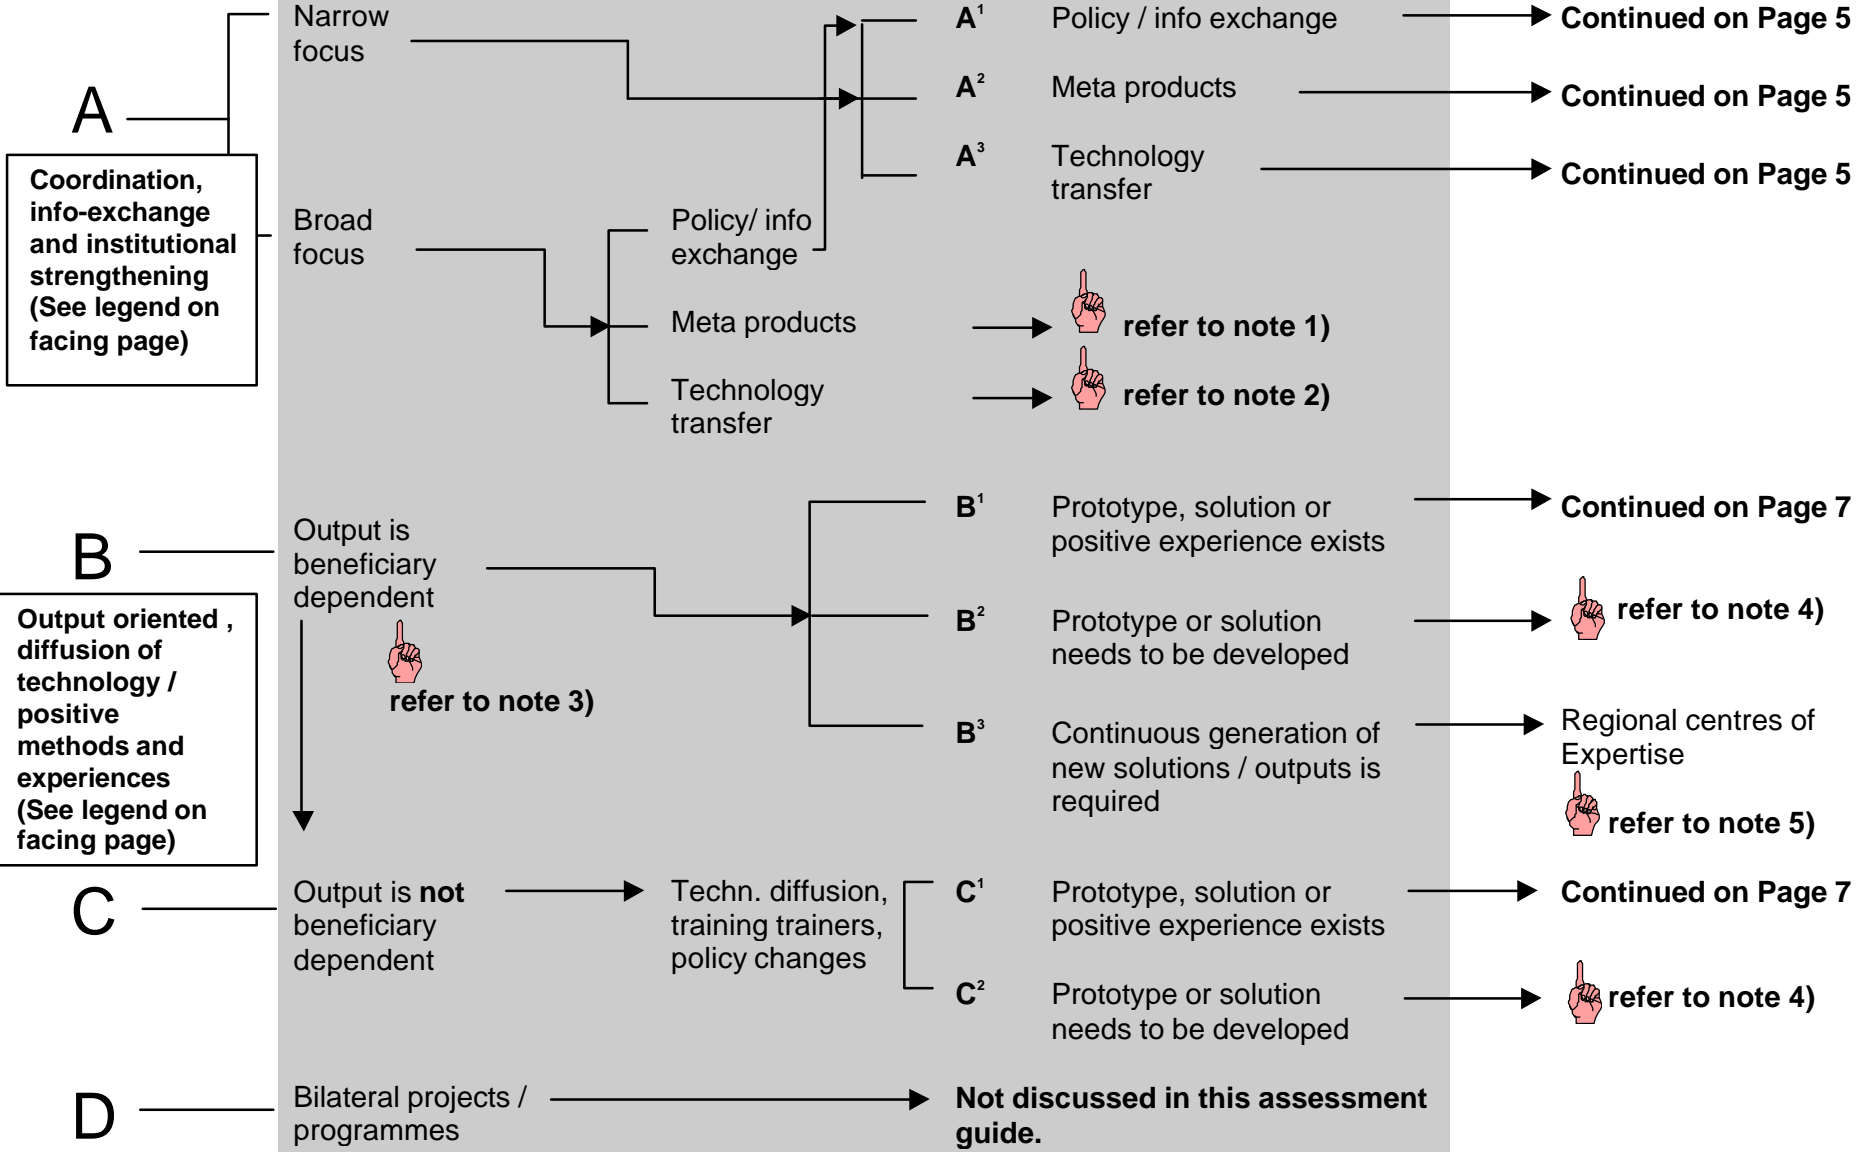 A
Coordination,
info-exchange
and institutional
strengthening
(See legend on
facing page)
Narrow
focus
A¹ Policy / info exchange
Continued on Page 5
A² Meta products
Continued on Page 5
A³ Technology
transfer
Continued on Page 5
Broad
focus
Policy/ info
exchange
Meta products
refer to note 1)
Technology
transfer
refer to note 2)
B
Output oriented ,
diffusion of
technology /
positive
methods and
experiences
(See legend on
facing page)
Output is
beneficiary
dependent
refer to note 3)
B¹ Prototype, solution or
positive experience exists
Continued on Page 7
B² Prototype or solution
needs to be developed
refer to note 4)
B³ Continuous generation of
new solutions / outputs is
required
Regional centres of
Expertise
refer to note 5)
C
Output is not
beneficiary
dependent
Techn. diffusion,
training trainers,
policy changes
C¹ Prototype, solution or
positive experience exists
Continued on Page 7
C² Prototype or solution
needs to be developed
refer to note 4)
D
Bilateral projects /
programmes
Not discussed in this assessment
guide.